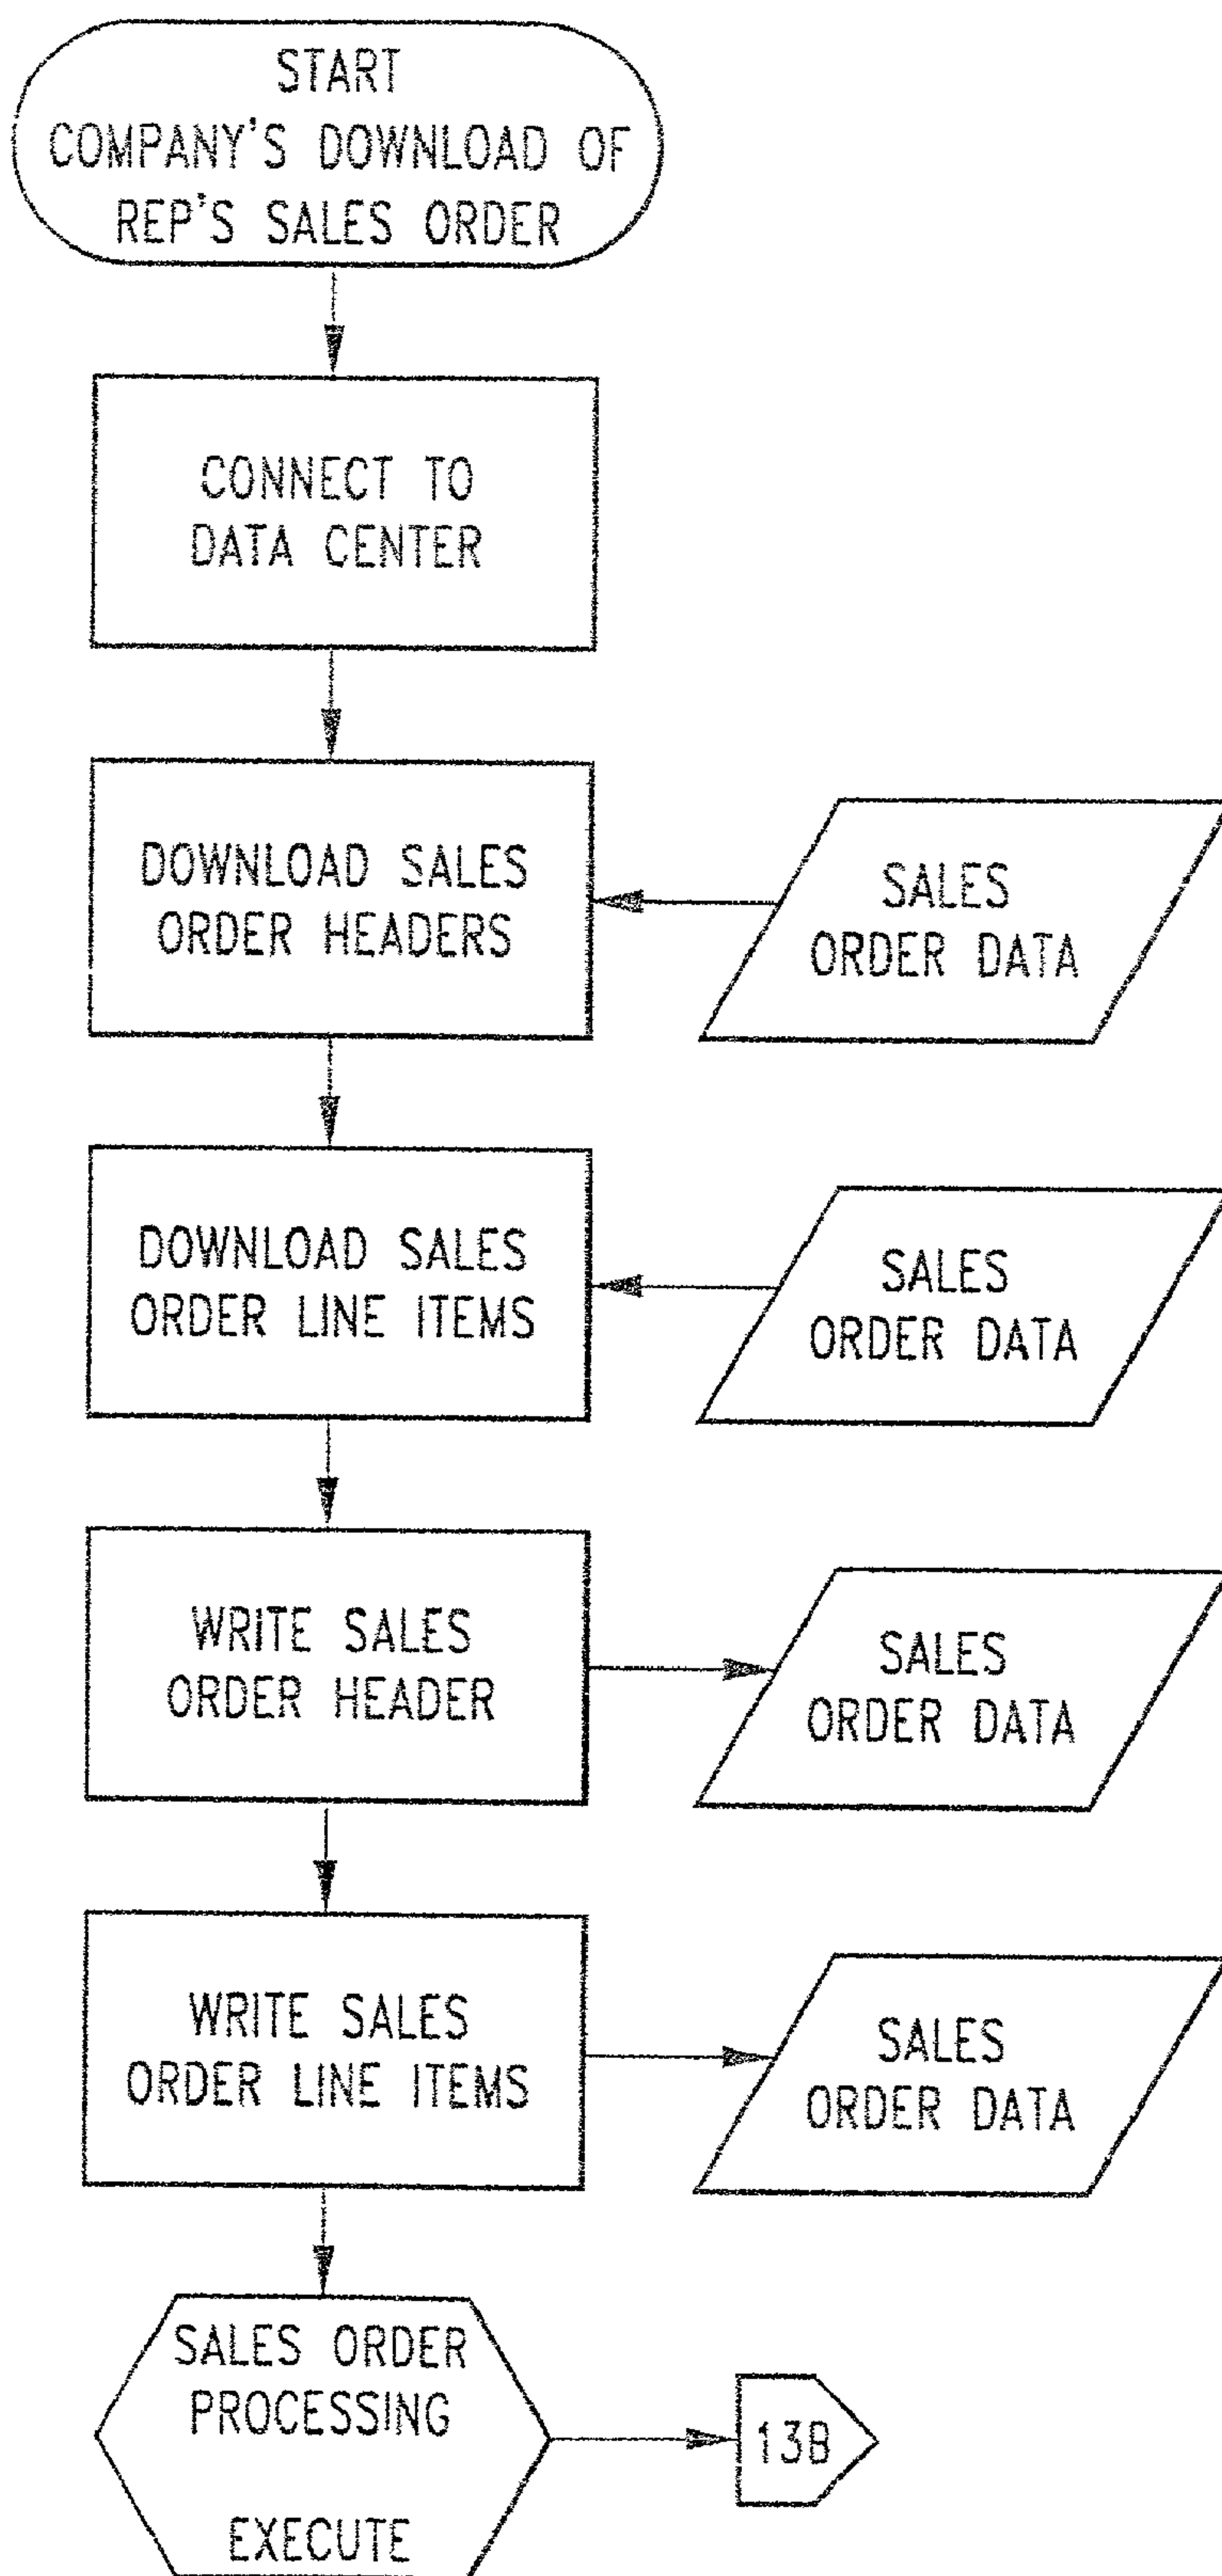 START
COMPANY'S DOWNLOAD OF
REP'S SALES ORDER
CONNECT TO
DATA CENTER
DOWNLOAD SALES
ORDER HEADERS
SALES
ORDER DATA
DOWNLOAD SALES
ORDER LINE ITEMS
SALES
ORDER DATA
WRITE SALES
ORDER HEADER
SALES
ORDER DATA
WRITE SALES
ORDER LINE ITEMS
SALES
ORDER DATA
SALES ORDER
PROCESSING
EXECUTE
13B